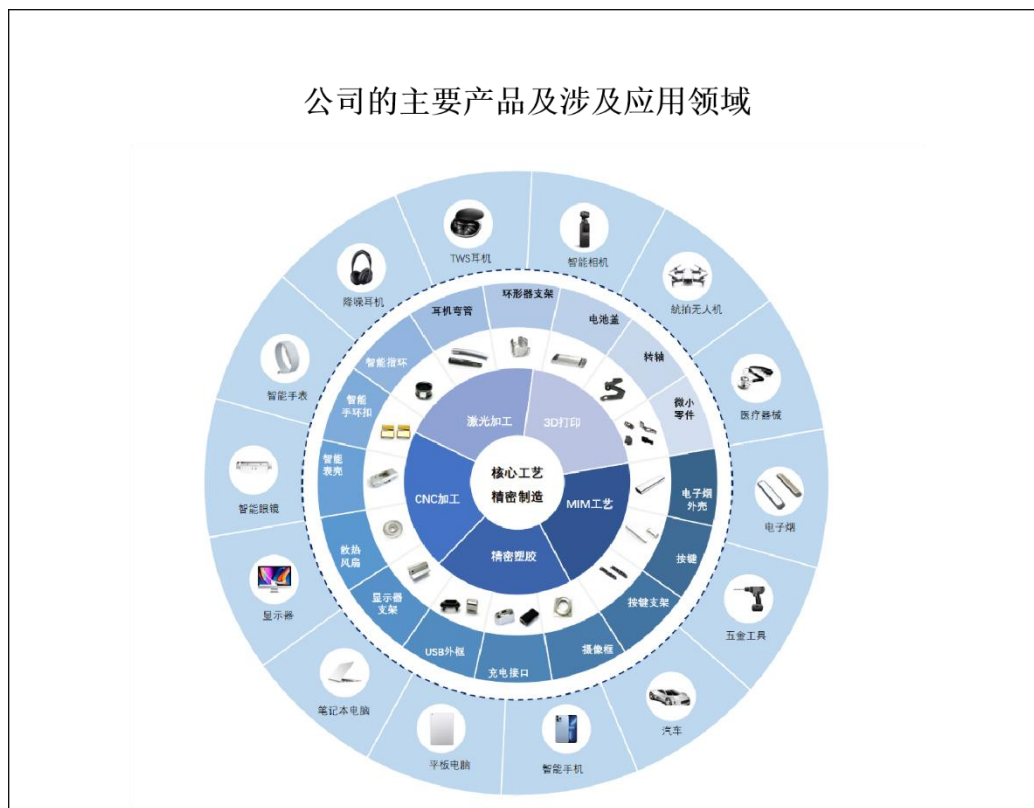 公司的主要产品及涉及应用领域
TWS耳机
智能相机
航拍无人机
医疗器械
电子烟
五金工具
汽车
智能手机
平板电脑
笔记本电脑
显示器
智能眼镜
智能手表
降噪耳机
耳机弯管
环形器支架
电池盖
转轴
微小
零件
电子烟
外壳
按键
按键支架
摄像框
充电接口
USB外框
显示器
支架
散热
风扇
智能
表壳
智能
手环扣
智能指环
激光加工
3D打印
MIM工艺
精密塑胶
CNC加工
核心工艺
精密制造